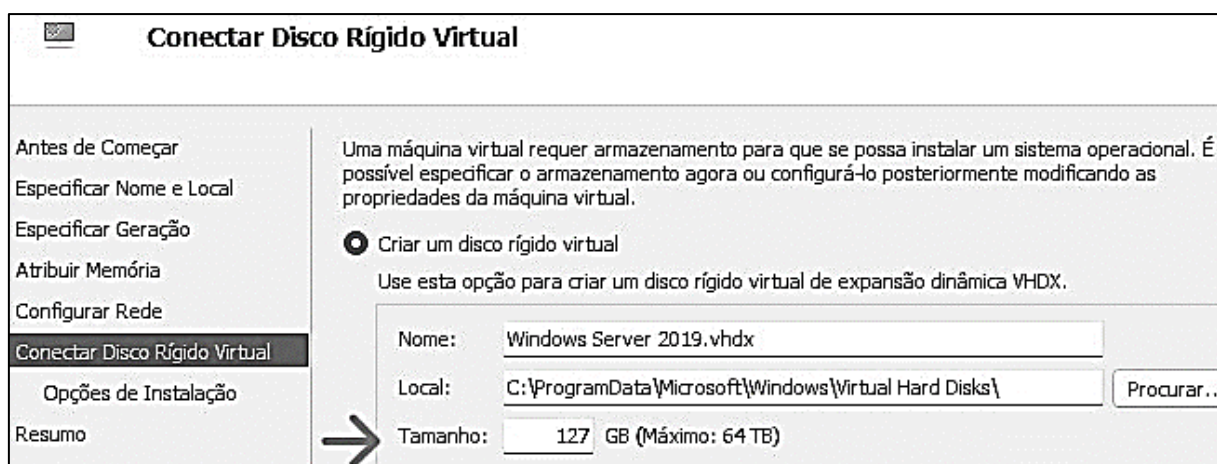 Conectar Disco Rígido Virtual
Antes de Começar
Especificar Nome e Local
Especificar Geração
Atribuir Memória
Configurar Rede
Conectar Disco Rígido Virtual
Opções de Instalação
Resumo
Uma máquina virtual requer armazenamento para que se possa instalar um sistema operacional. É
possível especificar o armazenamento agora ou configurá-lo posteriormente modificando as
propriedades da máquina virtual.
Criar um disco rígido virtual
Use esta opção para criar um disco rígido virtual de expansão dinâmica VHDX.
Nome: Windows Server 2019.vhdx
Local: C:\ProgramData\Microsoft\Windows\Virtual Hard Disks\ Procurar..
Tamanho: 127 GB (Máximo: 64 TB)